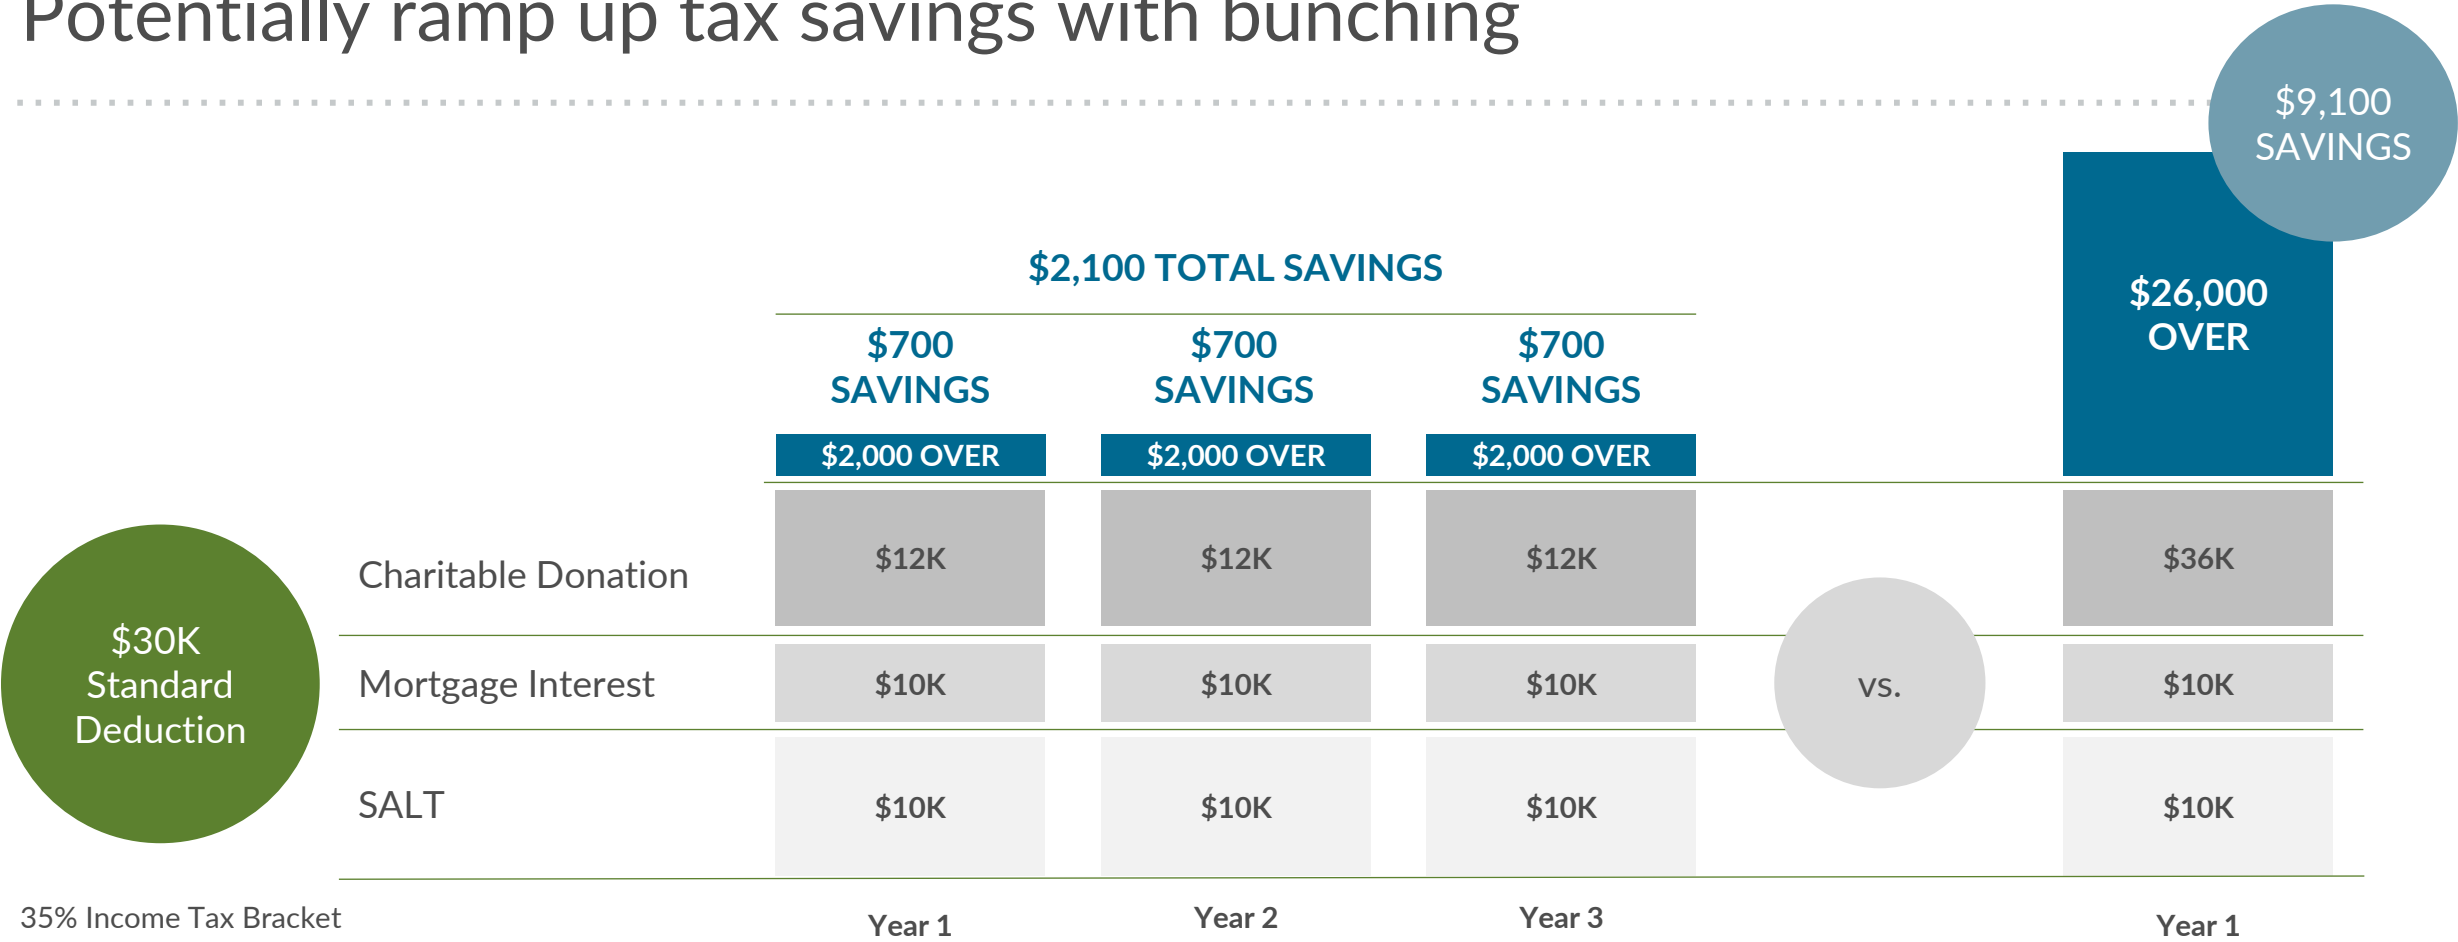 Potentially ramp up tax savings with bunching
$9,100
SAVINGS
$26,000
OVER
$2,100 TOTAL SAVINGS
$700
SAVINGS
$700
SAVINGS
$700
SAVINGS
$2,000 OVER
$2,000 OVER
$2,000 OVER
$30K
Standard
Deduction
Charitable Donation
$12K
$12K
$12K
$36K
Mortgage Interest
$10K
$10K
$10K
vs.
$10K
SALT
$10K
$10K
$10K
$10K
35% Income Tax Bracket
Year 1
Year 2
Year 3
Year 1